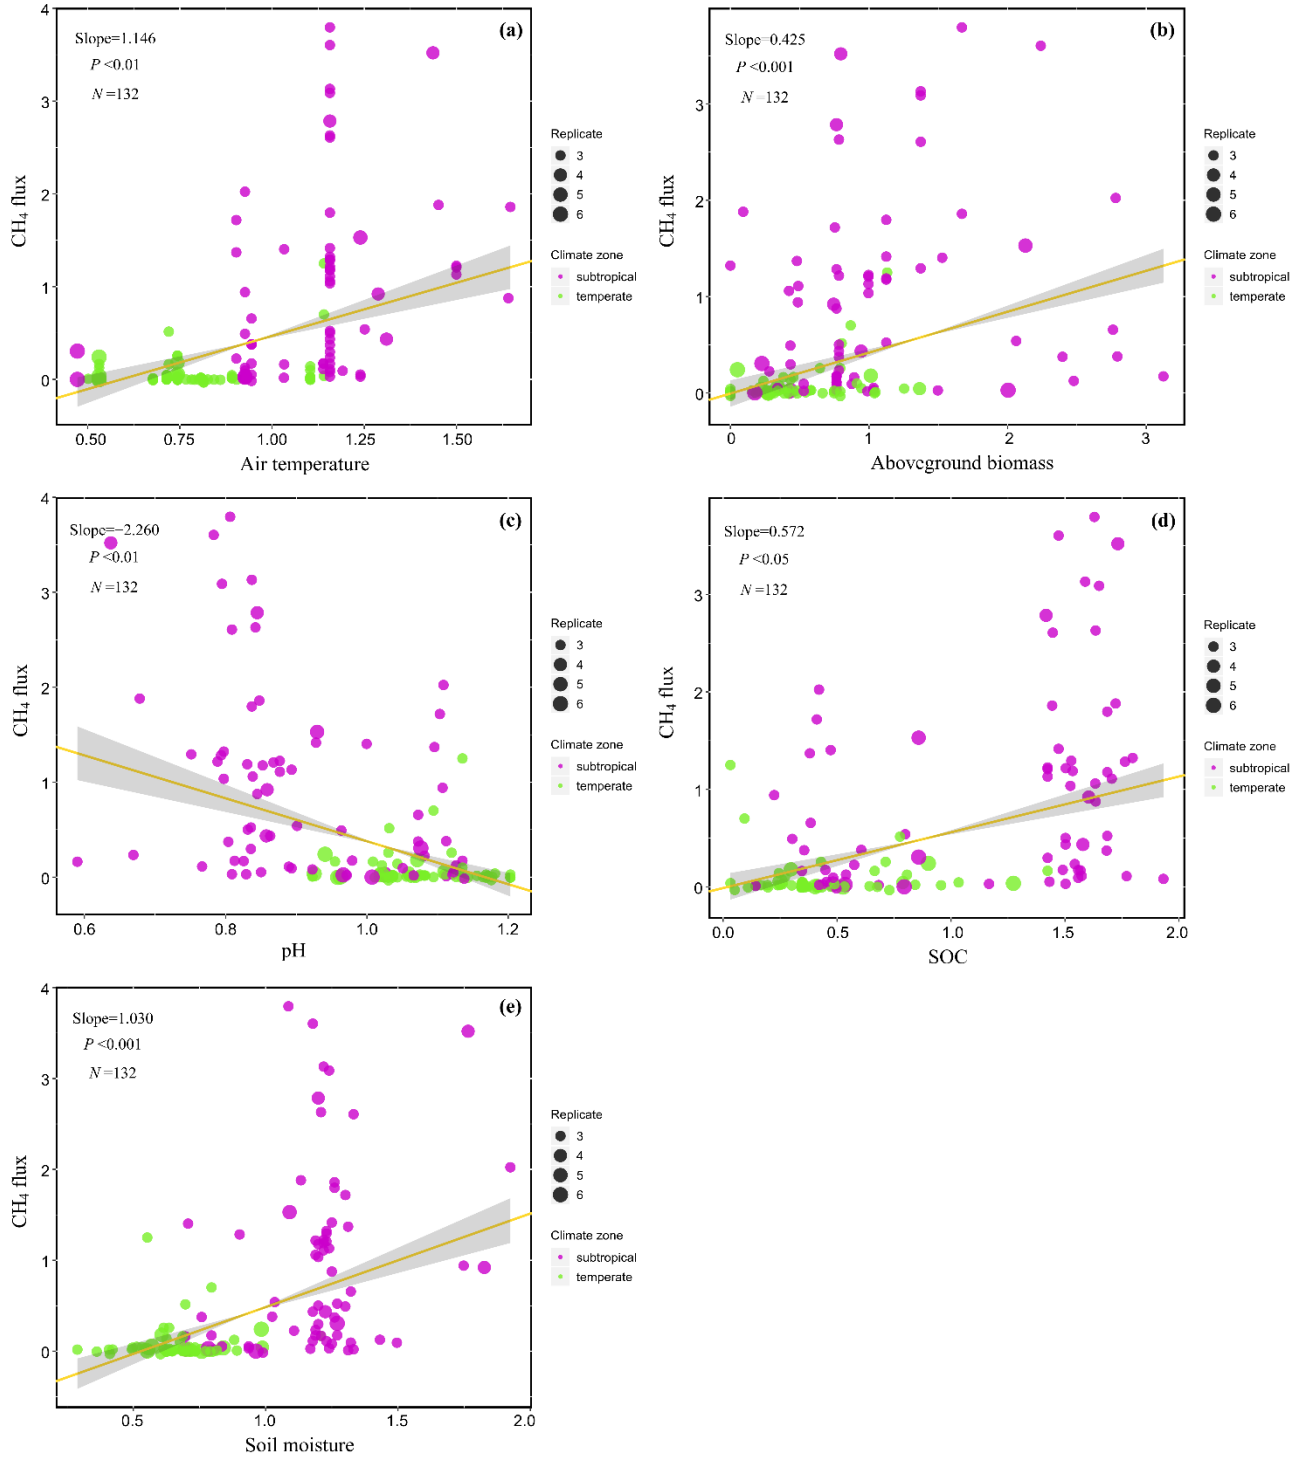 (a)
Slope=1.146
P <0.01
N =132
CH4 flux
4
3
2
1
0
0.50 0.75 1.00 1.25 1.50
Air temperature
Replicate
3
4
5
6
Climate zone
subtropical
temperate
(b)
Slope=0.425
P <0.001
N =132
CH4 flux
3
2
1
0
0 1 2 3
Aboveground biomass
Replicate
3
4
5
6
Climate zone
subtropical
temperate
(c)
Slope=−2.260
P <0.01
N =132
CH4 flux
4
3
2
1
0
0.6 0.8 1.0 1.2
pH
Replicate
3
4
5
6
Climate zone
subtropical
temperate
(d)
Slope=0.572
P <0.05
N =132
CH4 flux
3
2
1
0
0.0 0.5 1.0 1.5 2.0
SOC
Replicate
3
4
5
6
Climate zone
subtropical
temperate
(e)
Slope=1.030
P <0.001
N =132
CH4 flux
4
3
2
1
0
0.5 1.0 1.5 2.0
Soil moisture
Replicate
3
4
5
6
Climate zone
subtropical
temperate